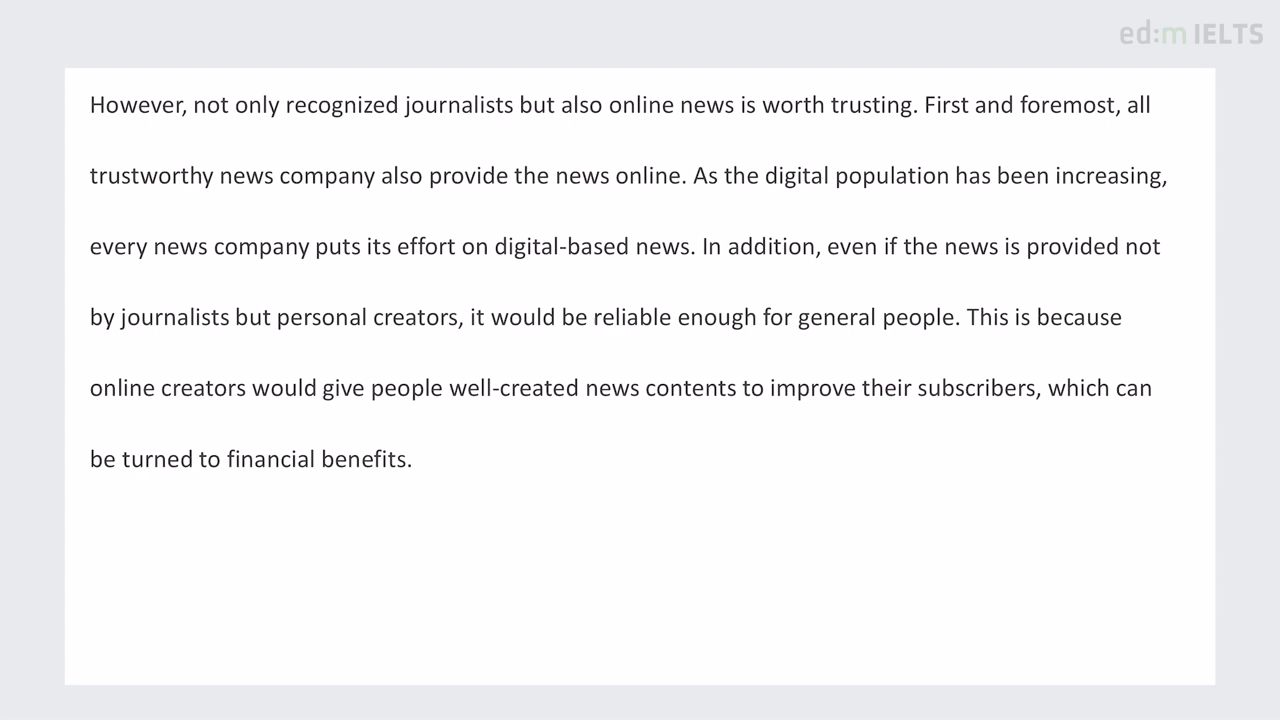 ed:m IELTS
However, not only recognized journalists but also online news is worth trusting. First and foremost, all
trustworthy news company also provide the news online. As the digital population has been increasing,
every news company puts its effort on digital-based news. In addition, even if the news is provided not
by journalists but personal creators, it would be reliable enough for general people. This is because
online creators would give people well-created news contents to improve their subscribers, which can
be turned to financial benefits.